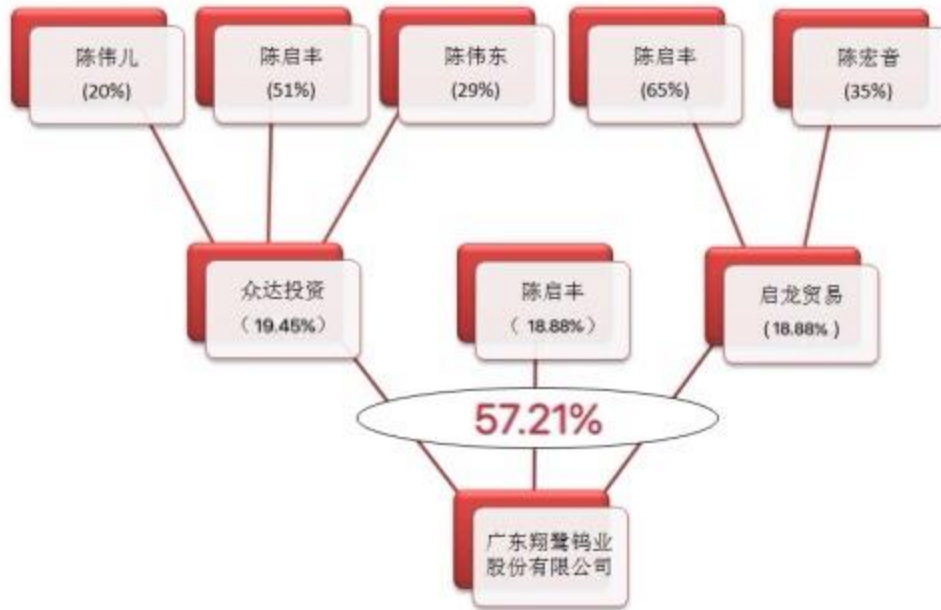 陈伟儿
(20%)
陈启丰
(51%)
陈伟东
(29%)
陈启丰
(65%)
陈宏音
(35%)
众达投资
（19.45%）
陈启丰
（ 18.88% ）
启龙贸易
(18.88% )
57.21%
广东翔鹭钨业
股份有限公司